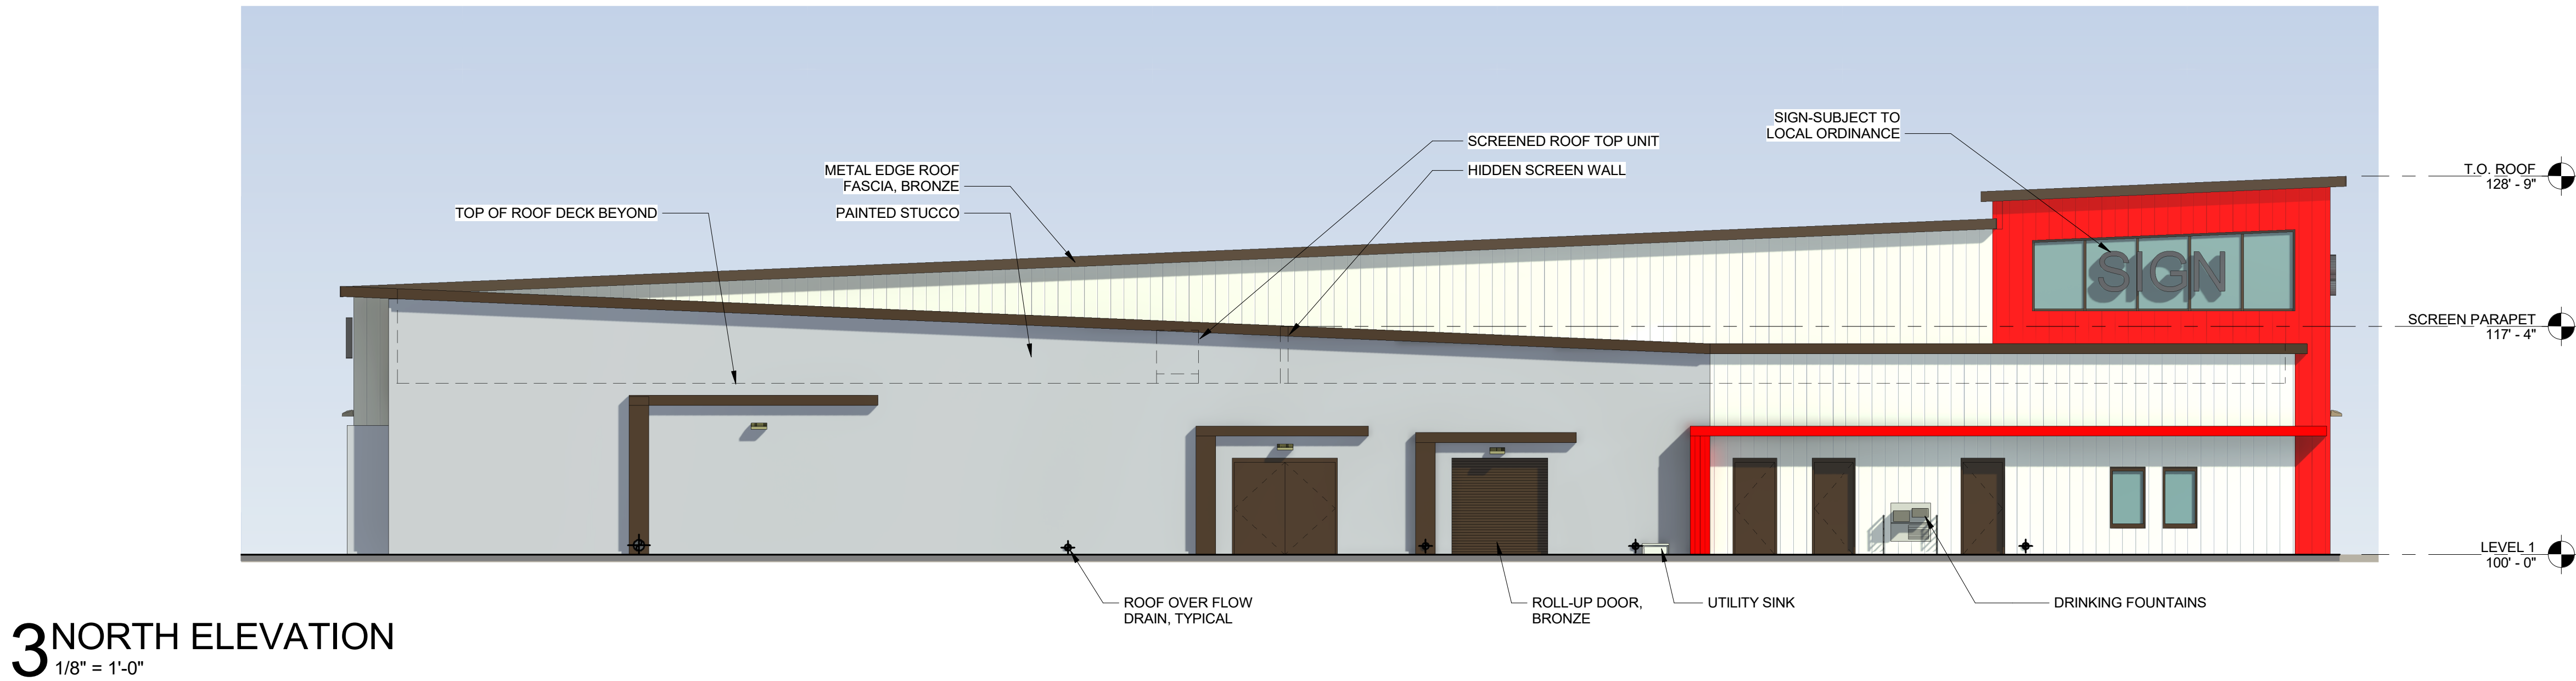 SIGN-SUBJECT TO
LOCAL ORDINANCE
SCREENED ROOF TOP UNIT
METAL EDGE ROOF
FASCIA, BRONZE
HIDDEN SCREEN WALL
T.O. ROOF
128' - 9"
TOP OF ROOF DECK BEYOND
PAINTED STUCCO
SIGN
SCREEN PARAPET
117' - 4"
LEVEL 1
100' - 0"
ROOF OVER FLOW
DRAIN, TYPICAL
ROLL-UP DOOR,
BRONZE
UTILITY SINK
DRINKING FOUNTAINS
3 NORTH ELEVATION
1/8" = 1'-0"